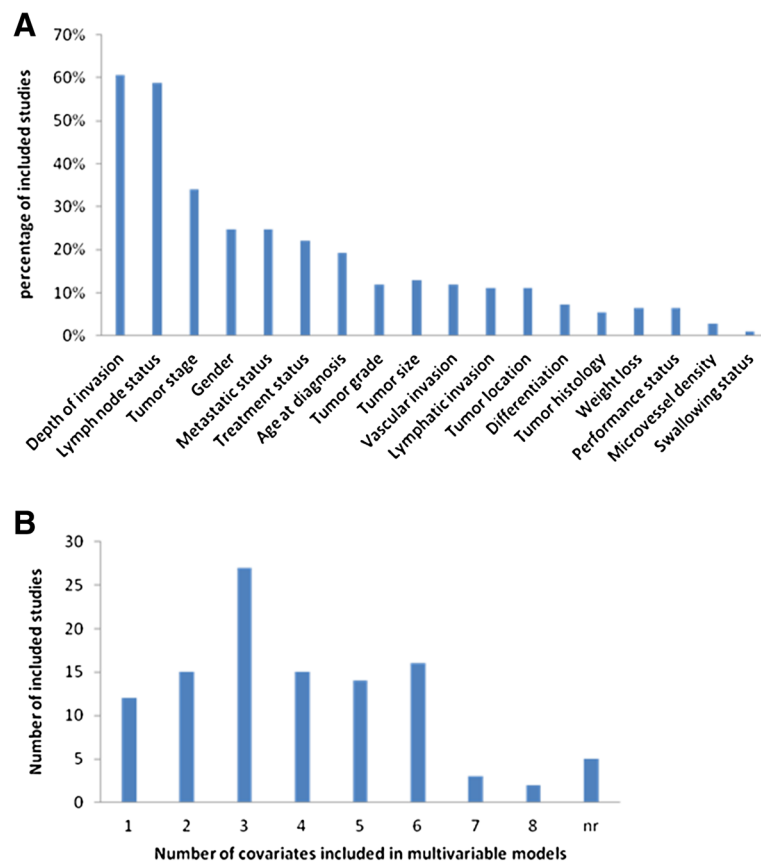 A
percentage of included studies
70%
60%
50%
40%
30%
20%
10%
0%
Depth of invasion
Lymph node status
Tumor stage
Gender
Metastatic status
Treatment status
Age at diagnosis
Tumor grade
Tumor size
Vascular invasion
Lymphatic invasion
Tumor location
Differentiation
Tumor histology
Weight loss
Performance status
Microvessel density
Swallowing status
B
Number of included studies
30
25
20
15
10
5
0
1 2 3 4 5 6 7 8 nr
Number of covariates included in multivariable models